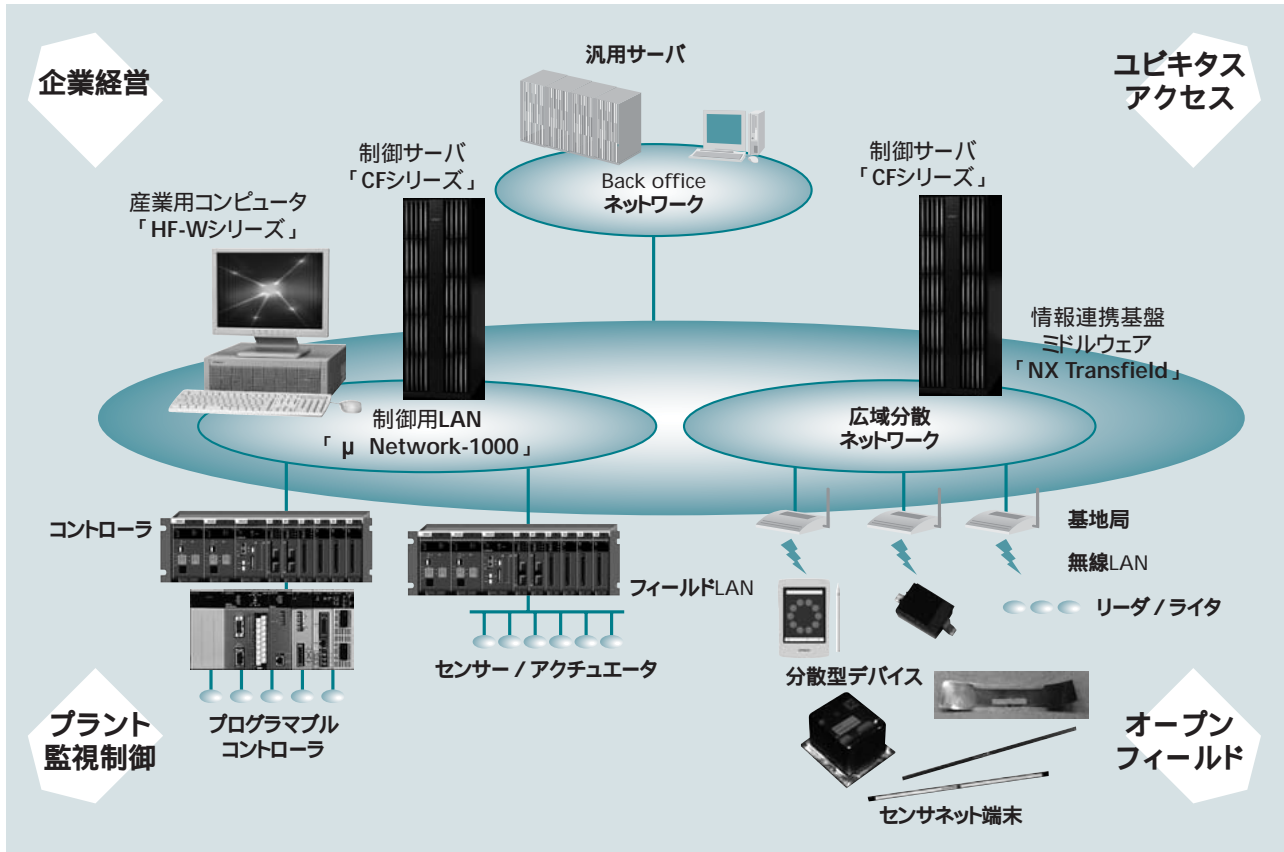 企業経営
汎用サーバ
ユビキタス
アクセス
制御サーバ
「CFシリーズ」
制御サーバ
「CFシリーズ」
Back office
ネットワーク
産業用コンピュータ
「HF-Wシリーズ」
情報連携基盤
ミドルウェア
「NX Transfield」
制御用LAN
「μ Network-1000」
広域分散
ネットワーク
コントローラ
基地局
無線LAN
フィールドLAN
リーダ / ライタ
センサー / アクチュエータ
分散型デバイス
プラント
監視制御
プログラマブル
コントローラ
オープン
フィールド
センサネット端末